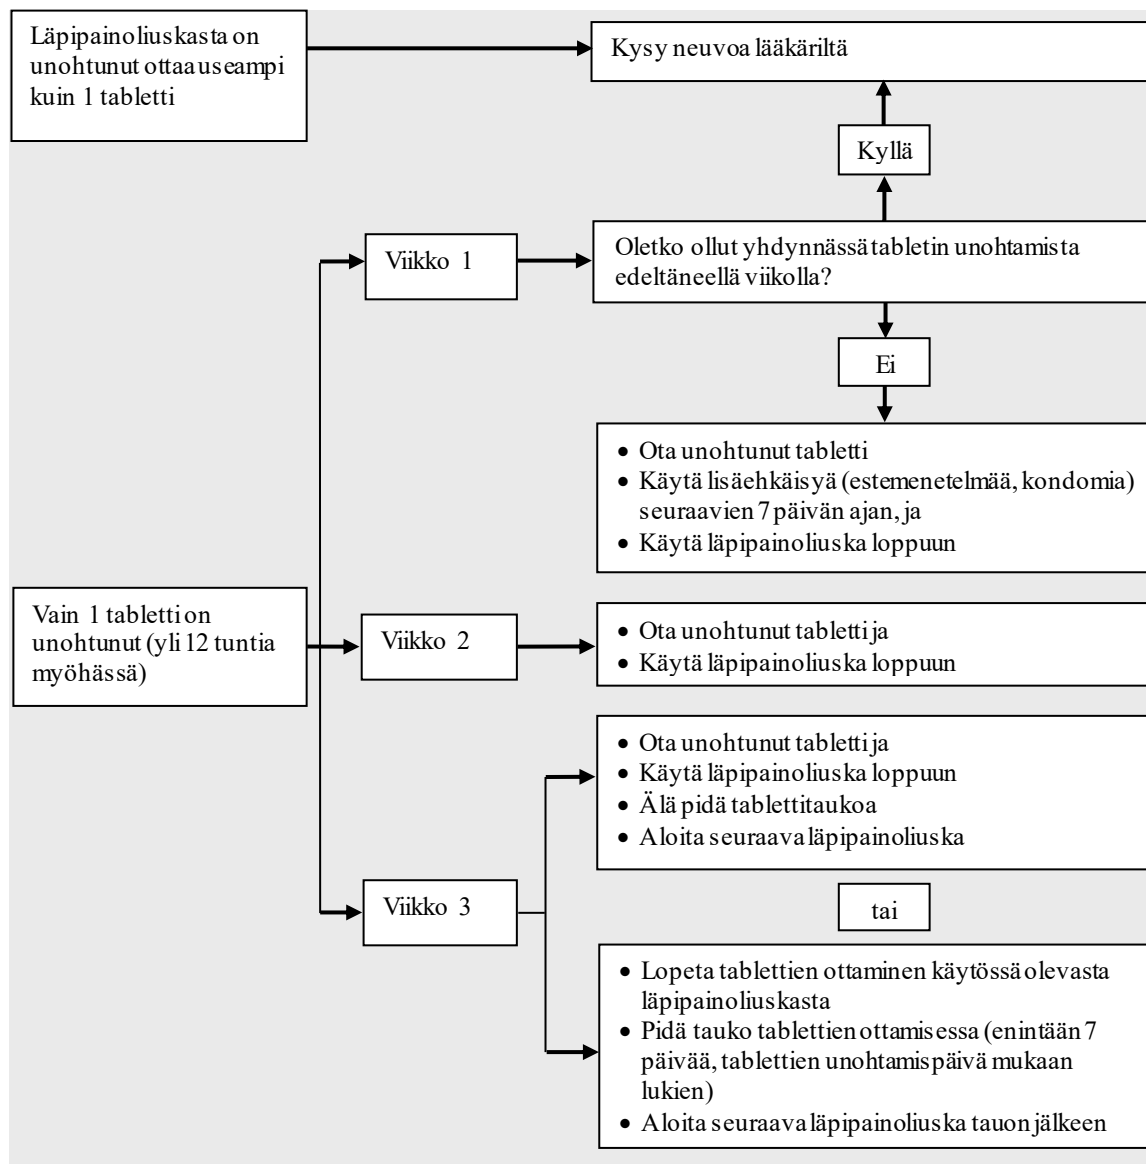 Läpipainoliuskasta on
unohtunut ottaa useampi
kuin 1 tabletti
Kysy neuvoa lääkäriltä
Kyllä
Viikko 1
Oletko ollut yhdynnässä tabletin unohtamista
edeltäneellä viikolla?
Ei
• Ota unohtunut tabletti
• Käytä lisäehkäisyä (estemenetelmää, kondomia)
seuraavien 7 päivän ajan, ja
• Käytä läpipainoliuska loppuun
Vain 1 tabletti on
unohtunut (yli 12 tuntia
myöhässä)
Viikko 2
• Ota unohtunut tabletti ja
• Käytä läpipainoliuska loppuun
• Ota unohtunut tabletti ja
• Käytä läpipainoliuska loppuun
• Älä pidä tablettitaukoa
• Aloita seuraava läpipainoliuska
Viikko 3
tai
• Lopeta tablettien ottaminen käytössä olevasta
läpipainoliuskasta
• Pidä tauko tablettien ottamisessa (enintään 7
päivää, tablettien unohtamispäivä mukaan
lukien)
• Aloita seuraava läpipainoliuska tauon jälkeen